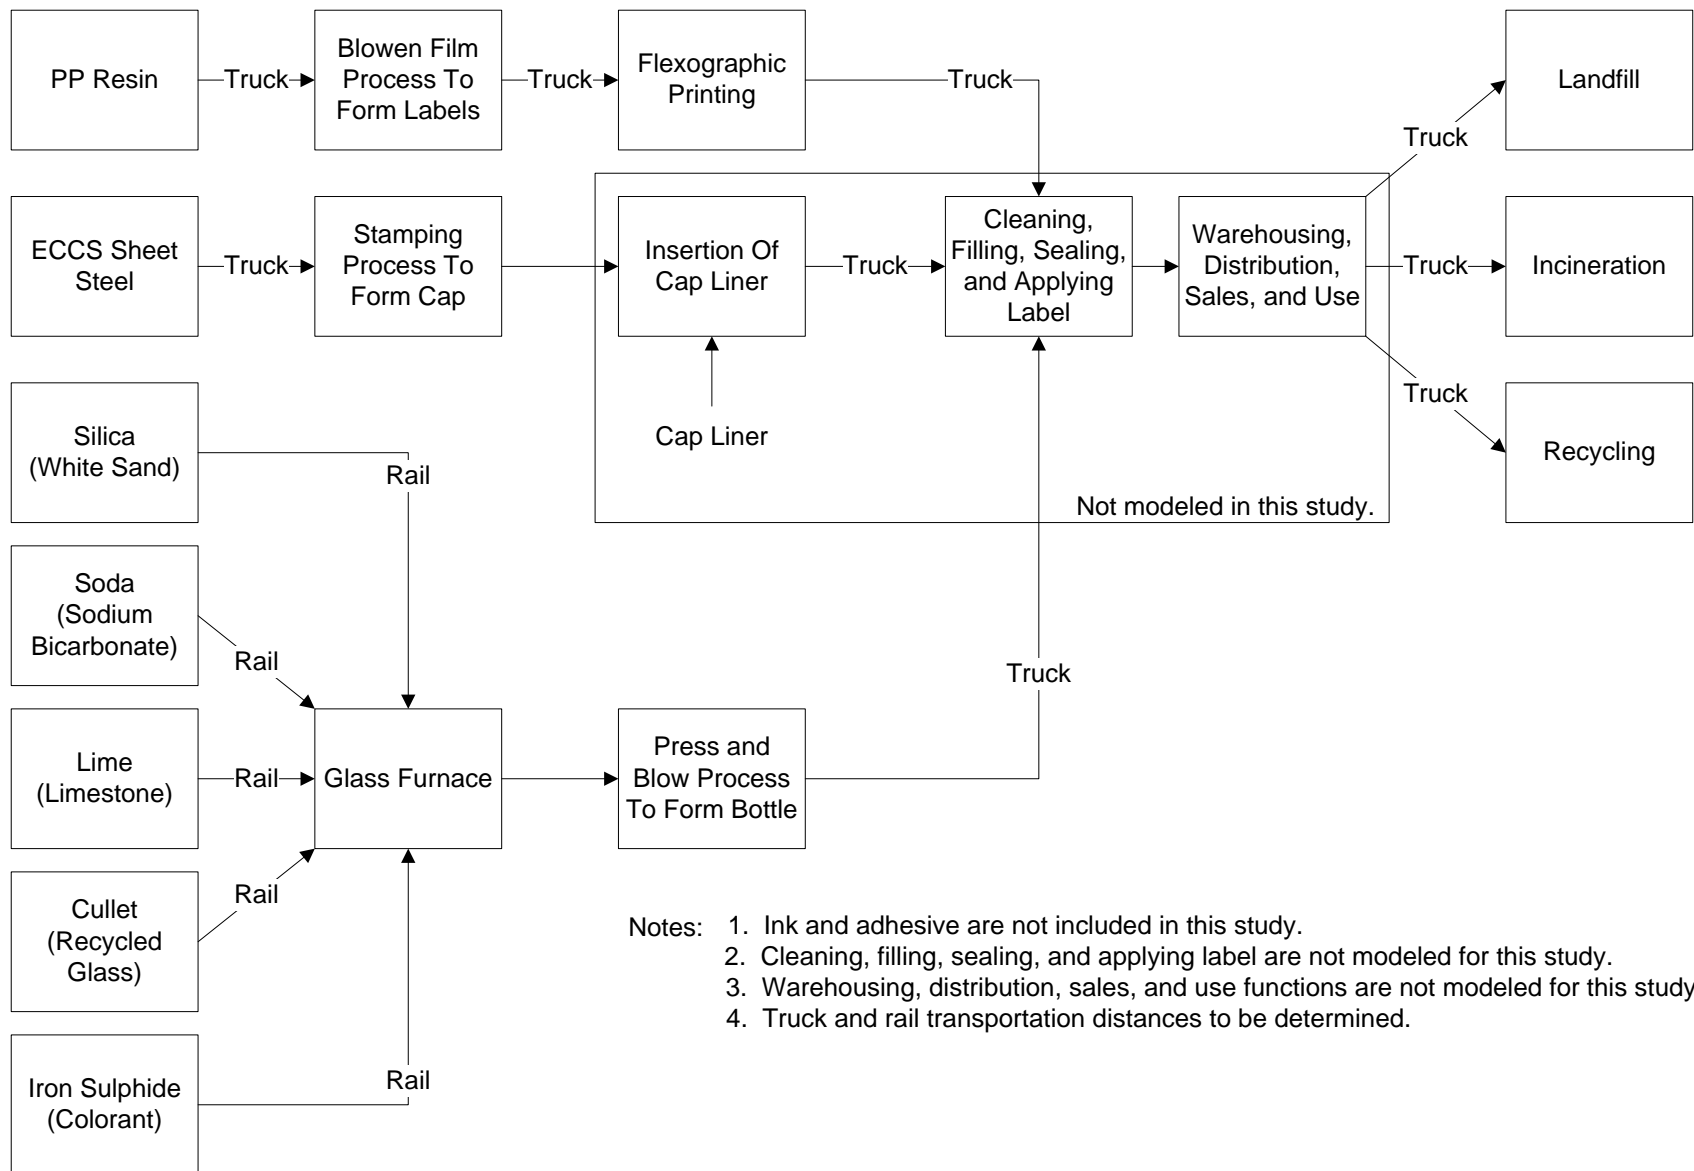 PP Resin
Truck
Blowen Film
Process To
Form Labels
Truck
Flexographic
Printing
Truck
Landfill
Truck
ECCS Sheet
Steel
Truck
Stamping
Process To
Form Cap
Insertion Of
Cap Liner
Truck
Cleaning,
Filling, Sealing,
and Applying
Label
Warehousing,
Distribution,
Sales, and Use
Truck
Incineration
Truck
Recycling
Cap Liner
Not modeled in this study.
Silica
(White Sand)
Rail
Soda
(Sodium
Bicarbonate)
Rail
Lime
(Limestone)
Rail
Glass Furnace
Press and
Blow Process
To Form Bottle
Truck
Cullet
(Recycled
Glass)
Rail
Iron Sulphide
(Colorant)
Rail
Notes: 1. Ink and adhesive are not included in this study.
2. Cleaning, filling, sealing, and applying label are not modeled for this study.
3. Warehousing, distribution, sales, and use functions are not modeled for this study
4. Truck and rail transportation distances to be determined.